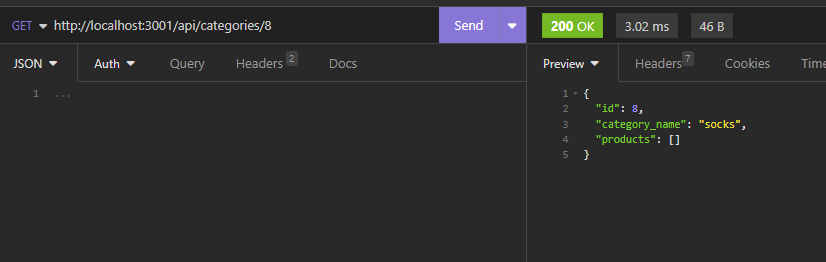 GET http://localhost:3001/api/categories/8 Send 200 OK 3.02 ms 46 B
JSON Auth Query Headers 2 Docs Preview Headers 7 Cookies Time
1 ...
1 {
2 "id": 8,
3 "category_name": "socks",
4 "products": []
5 }